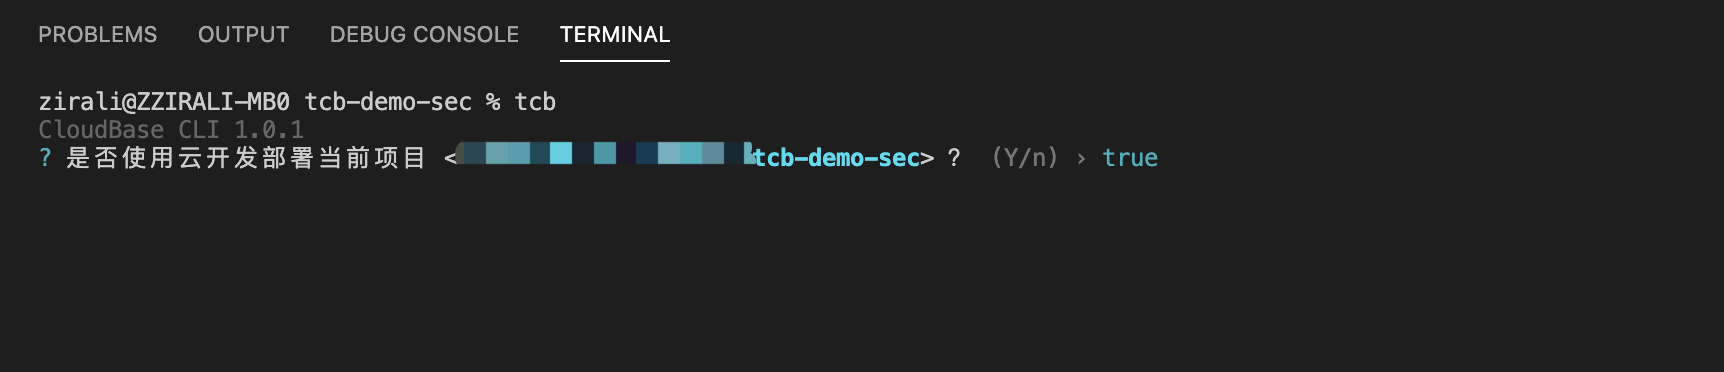 PROBLEMS OUTPUT DEBUG CONSOLE TERMINAL
zirali@ZZIRALI-MB0 tcb-demo-sec % tcb
CloudBase CLI 1.0.1
? 是否使用云开发部署当前项目 <tcb-demo-sec> ? (Y/n) › true